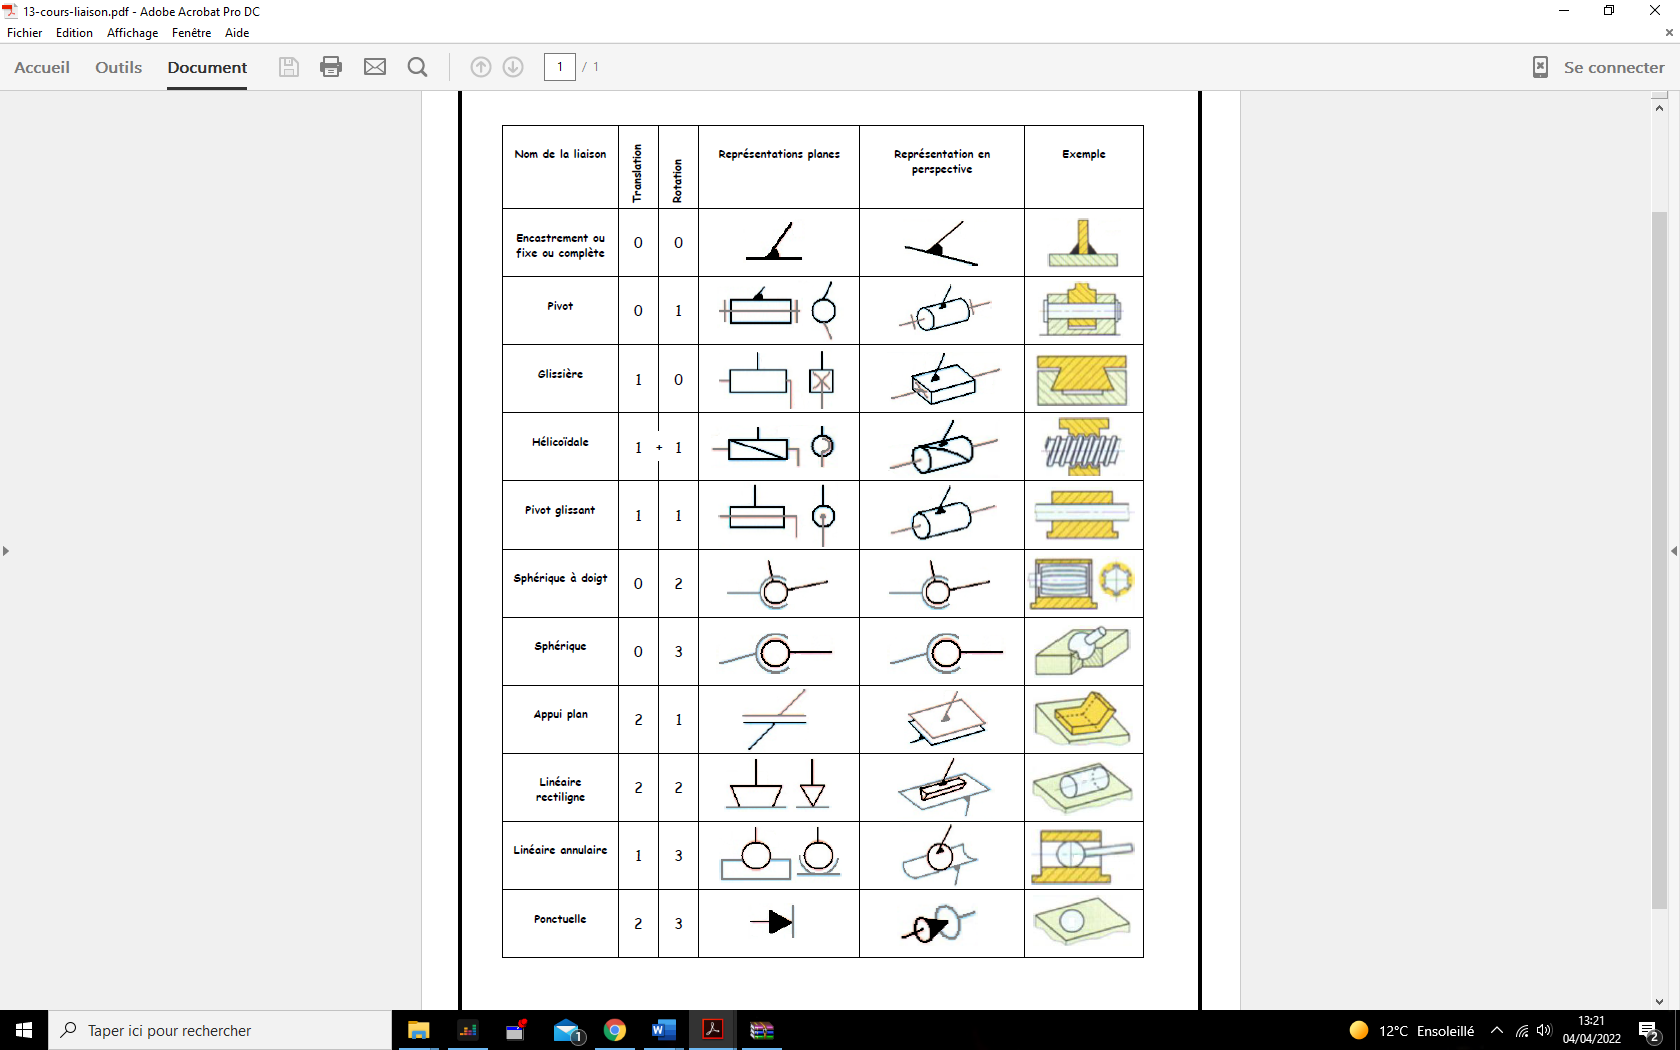 13-cours-liaison.pdf - Adobe Acrobat Pro DC
Fichier Edition Affichage Fenêtre Aide
Accueil Outils Document 1 / 1 Se connecter
Nom de la liaison Translation Rotation Représentations planes Représentation en perspective Exemple
Encastrement ou
fixe ou complète 0 0
Pivot 0 1
Glissière 1 0
Hélicoïdale 1 + 1
Pivot glissant 1 1
Sphérique à doigt 0 2
Sphérique 0 3
Appui plan 2 1
Linéaire
rectiligne 2 2
Linéaire annulaire 1 3
Ponctuelle 2 3
Taper ici pour rechercher 1 12°C Ensoleillé 13:21
04/04/2022 2